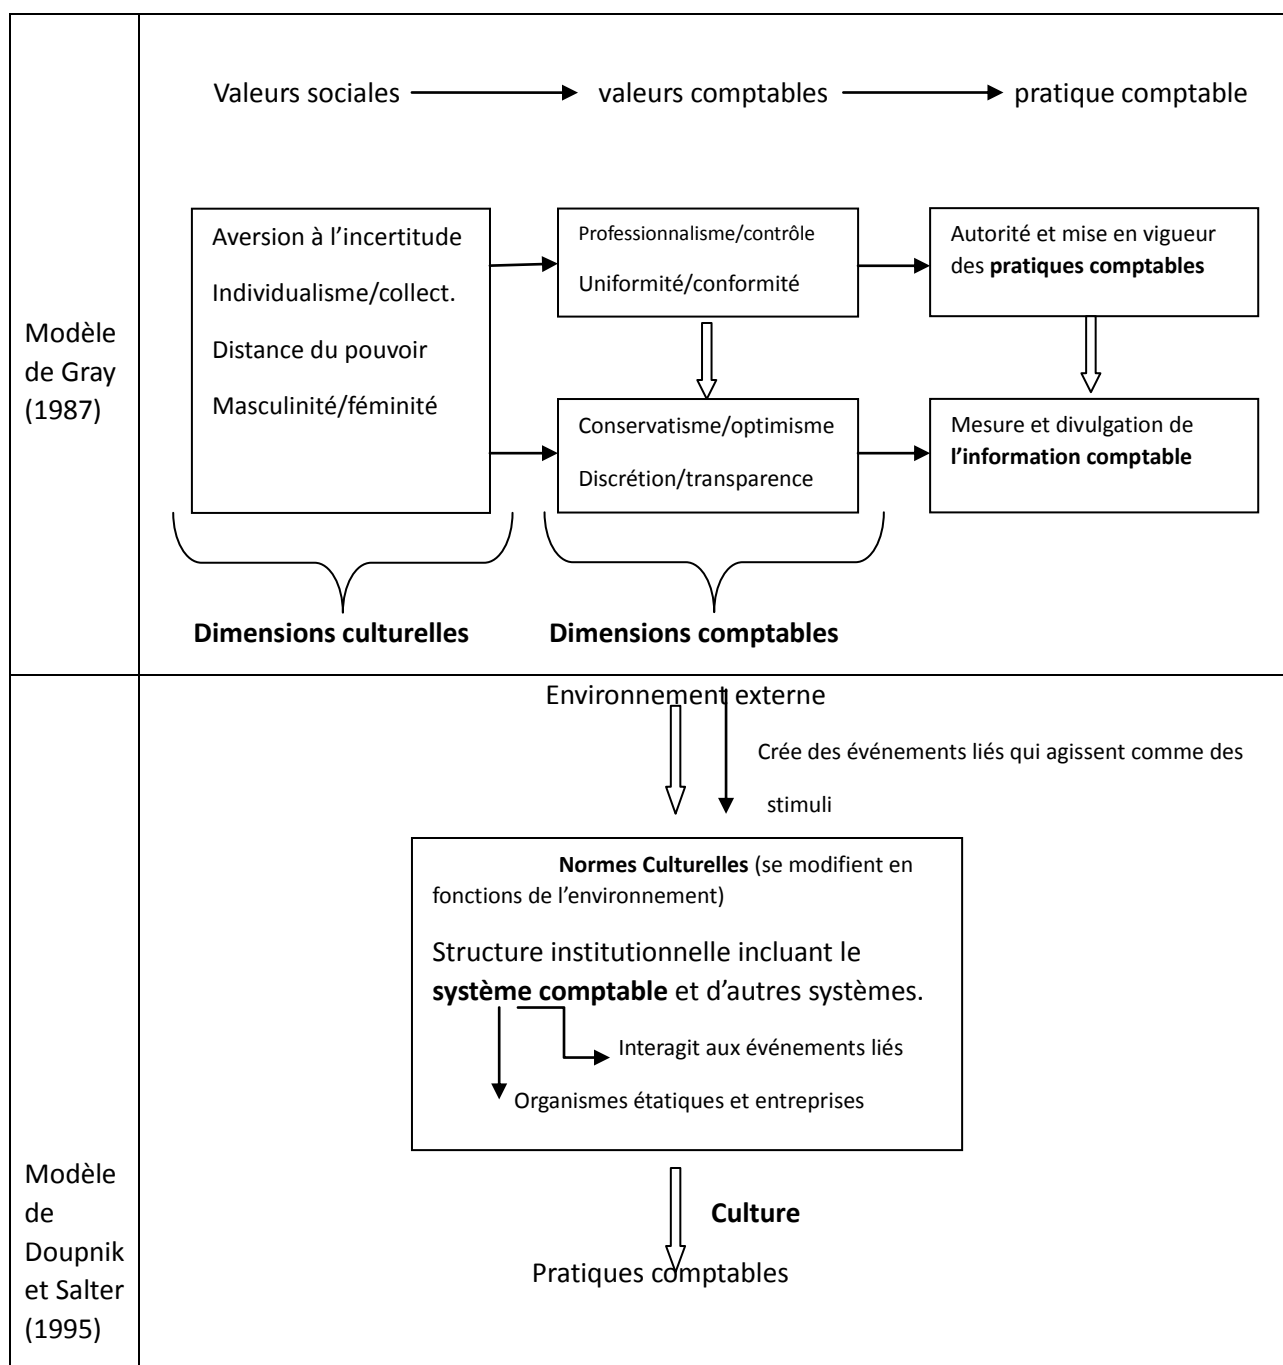 Modèle
de Gray
(1987)
Valeurs sociales
valeurs comptables
pratique comptable
Aversion à l’incertitude
Individualisme/collect.
Distance du pouvoir
Masculinité/féminité
Professionnalisme/contrôle
Uniformité/conformité
Autorité et mise en vigueur
des pratiques comptables
Conservatisme/optimisme
Discrétion/transparence
Mesure et divulgation de
l’information comptable
Dimensions culturelles
Dimensions comptables
Modèle
de
Doupnik
et Salter
(1995)
Environnement externe
Crée des événements liés qui agissent comme des
stimuli
Normes Culturelles (se modifient en
fonctions de l’environnement)
Structure institutionnelle incluant le
système comptable et d’autres systèmes.
Interagit aux événements liés
Organismes étatiques et entreprises
Culture
Pratiques comptables